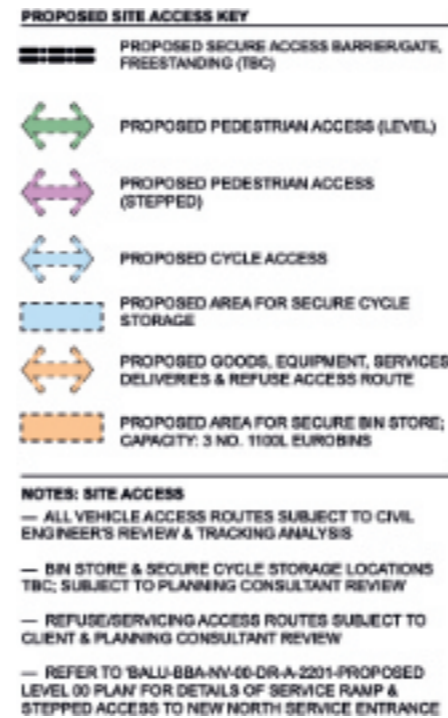 PROPOSED SITE ACCESS KEY
PROPOSED SECURE ACCESS BARRIER/GATE,
FREESTANDING (TBC)
PROPOSED PEDESTRIAN ACCESS (LEVEL)
PROPOSED PEDESTRIAN ACCESS
(STEPPED)
PROPOSED CYCLE ACCESS
PROPOSED AREA FOR SECURE CYCLE
STORAGE
PROPOSED GOODS, EQUIPMENT, SERVICES
DELIVERIES & REFUSE ACCESS ROUTE
PROPOSED AREA FOR SECURE BIN STORE;
CAPACITY: 3 NO. 1100L EUROBINS
NOTES: SITE ACCESS
— ALL VEHICLE ACCESS ROUTES SUBJECT TO CIVIL
ENGINEER'S REVIEW & TRACKING ANALYSIS
— BIN STORE & SECURE CYCLE STORAGE LOCATIONS
TBC; SUBJECT TO PLANNING CONSULTANT REVIEW
— REFUSE/SERVICING ACCESS ROUTES SUBJECT TO
CLIENT & PLANNING CONSULTANT REVIEW
— REFER TO 'BALU-BBA-NV-00-DR-A-2201-PROPOSED
LEVEL 00 PLAN' FOR DETAILS OF SERVICE RAMP &
STEPPED ACCESS TO NEW NORTH SERVICE ENTRANCE